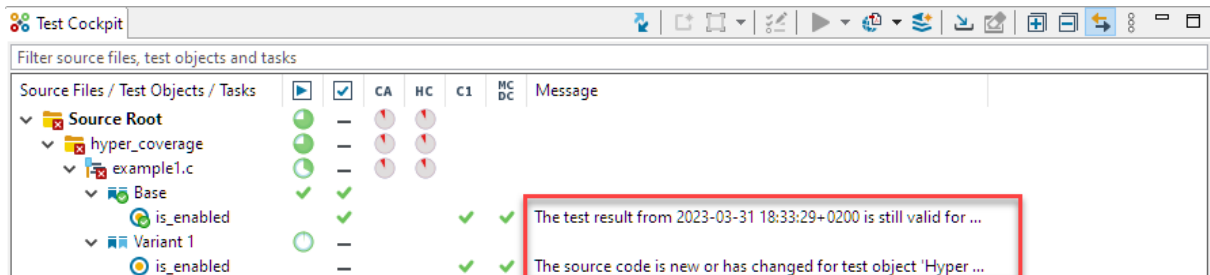 Test Cockpit
Filter source files, test objects and tasks
Source Files / Test Objects / Tasks CA HC C1 MC DC Message
Source Root
hyper_coverage
example1.c
Base
is_enabled The test result from 2023-03-31 18:33:29+0200 is still valid for ...
Variant 1
is_enabled The source code is new or has changed for test object 'Hyper ...